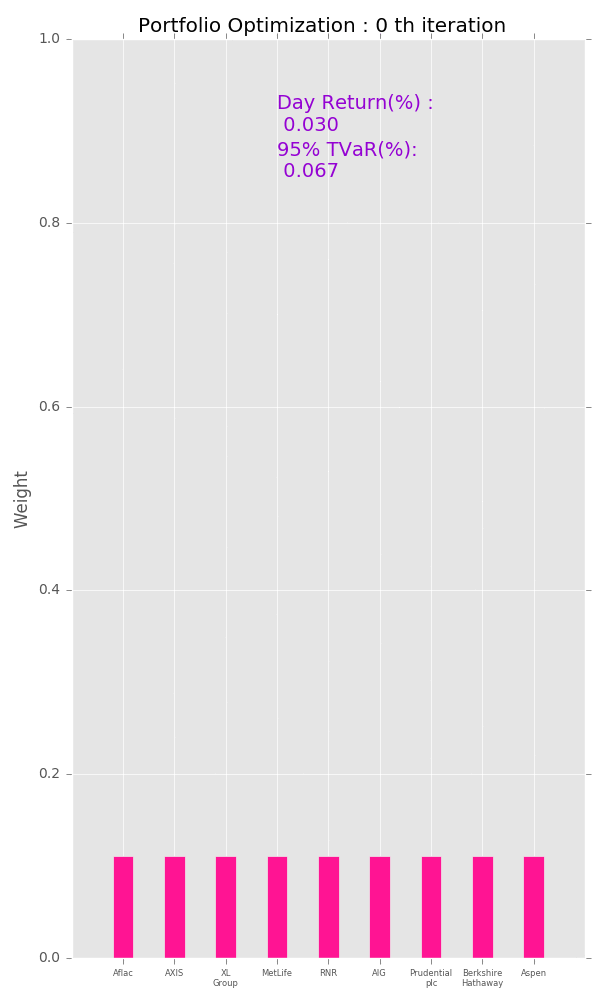 Portfolio Optimization : 0 th iteration
1.0
Day Return(%) :
0.030
95% TVaR(%):
0.067
0.8
0.6
Weight
0.4
0.2
0.0
Aflac AXIS XL MetLife RNR AIG Prudential Berkshire Aspen
Group plc Hathaway